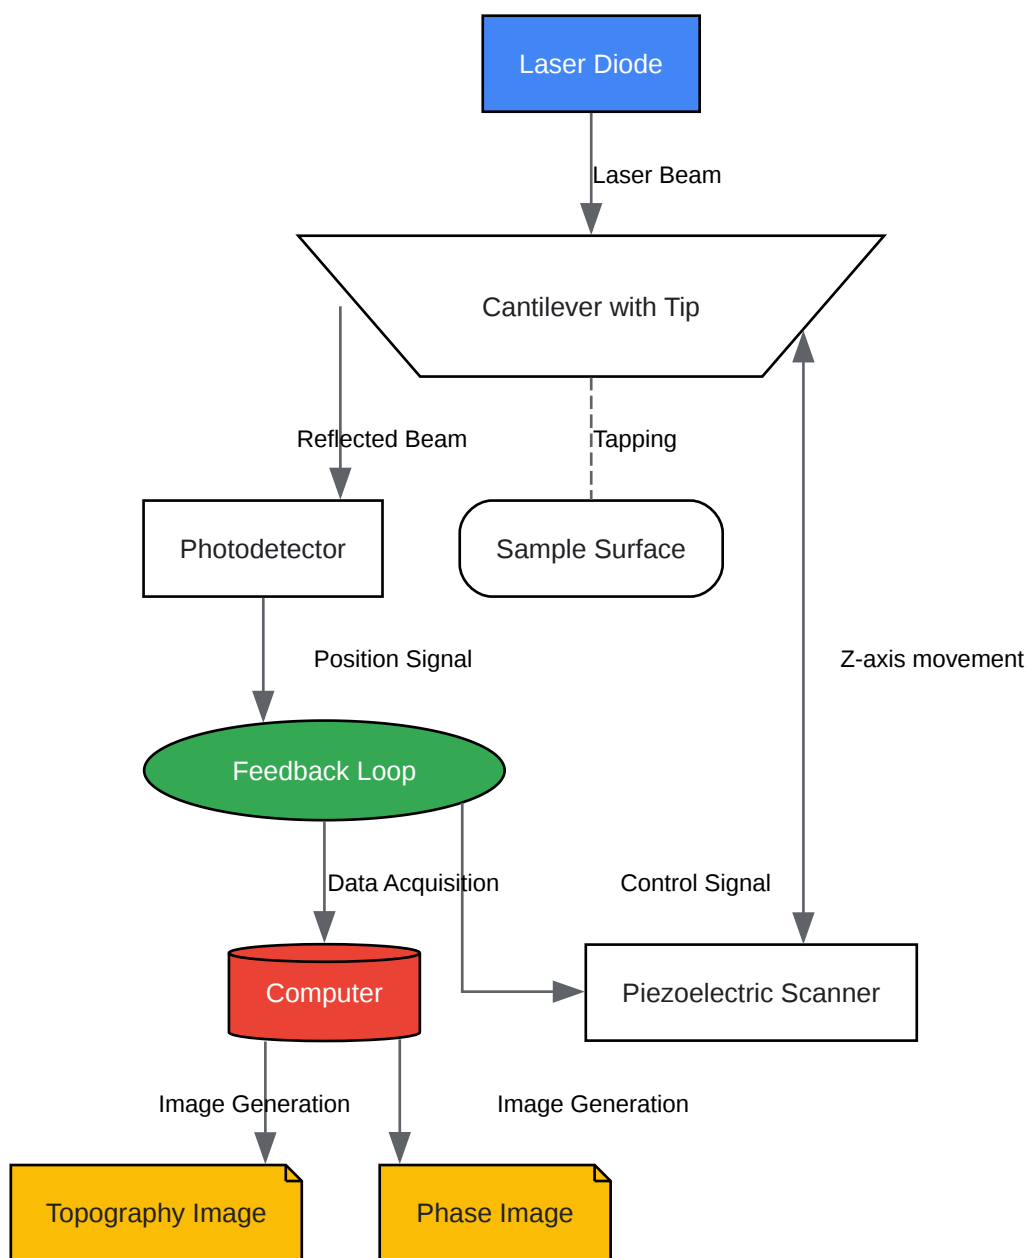 Laser Diode
Laser Beam
Cantilever with Tip
Reflected Beam
Tapping
Photodetector
Sample Surface
Position Signal
Z-axis movement
Feedback Loop
Data Acquisition
Control Signal
Computer
Piezoelectric Scanner
Image Generation
Image Generation
Topography Image
Phase Image